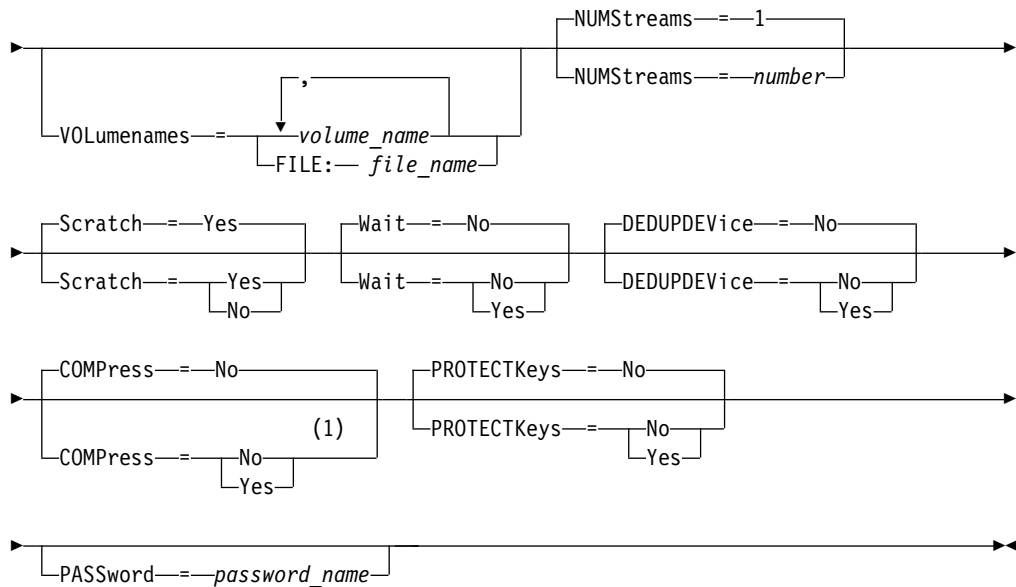 NUMStreams = 1
,
NUMStreams = number
VOLumenames = volume_name
FILE: file_name
Scratch = Yes Wait = No DEDUPDEVice = No
Scratch = Yes Wait = No DEDUPDEVice = No
No Yes Yes
COMPress = No PROTECTKeys = No
(1)
COMPress = No PROTECTKeys = No
Yes Yes
PASSword = password_name